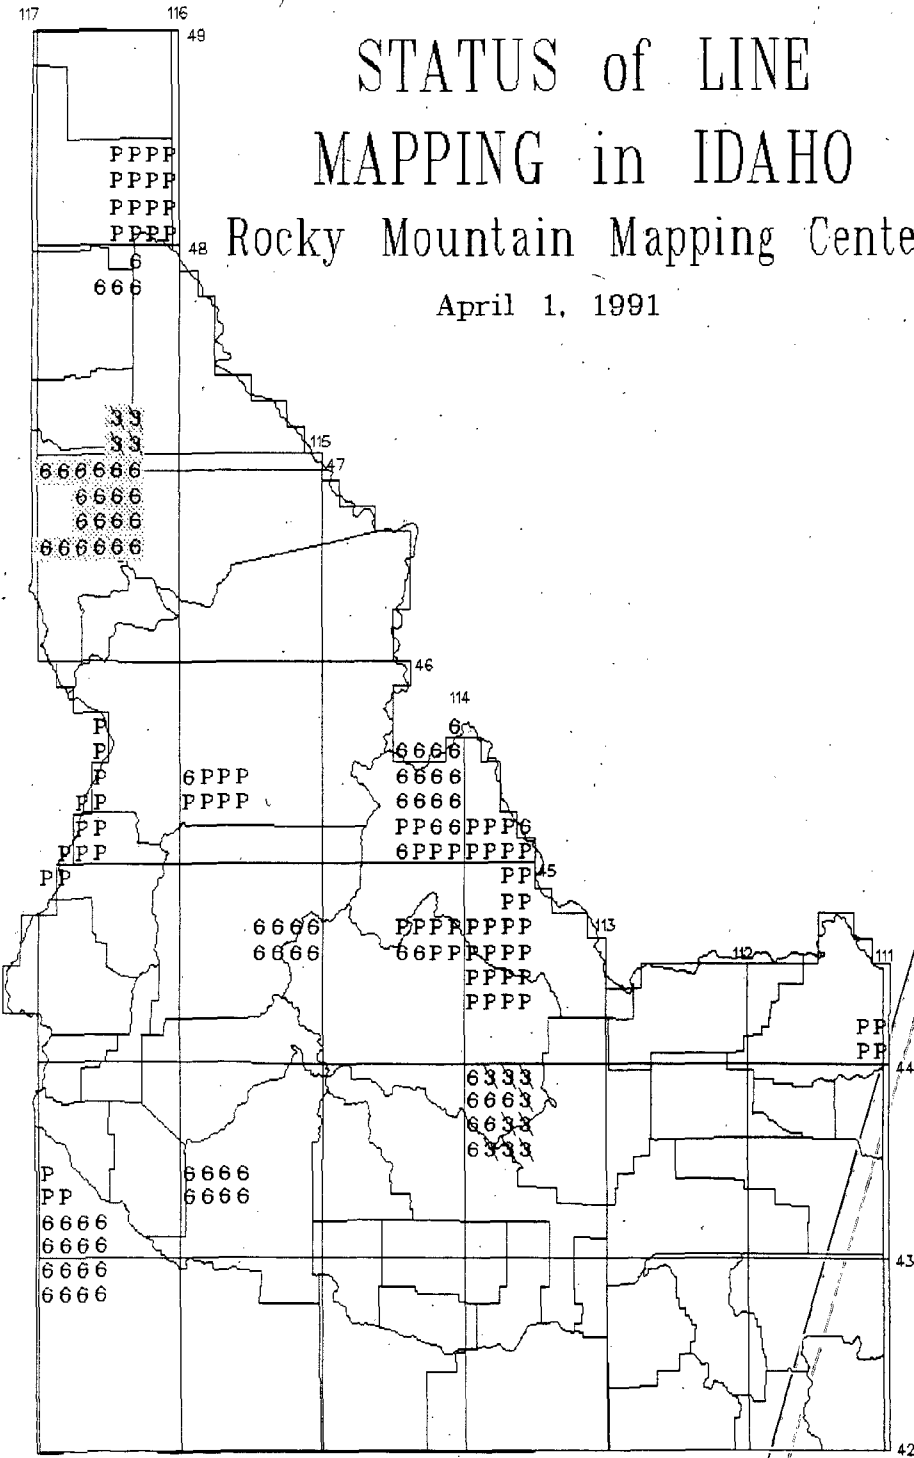 117 116
49
STATUS of LINE
MAPPING in IDAHO
Rocky Mountain Mapping Cente
April 1, 1991
PPPP
PPPP
PPPP
PPPP
48
6
666
33
33
115
666666 47
6666
6666
666666
46
114
P 6
P 6666
P 6PPP 6666
PP PPPP 6666
PP PP66PPP6
PPP 6PPPPPPP
PP PP 45
PP
6666 PPPPPPPP 113
6666 66PPPPPP 112 111
PPPP
PPPP
PP
PP
44
6333
6663
6633
6333
P 6666
PP 6666
6666
6666
43
6666
6666
42